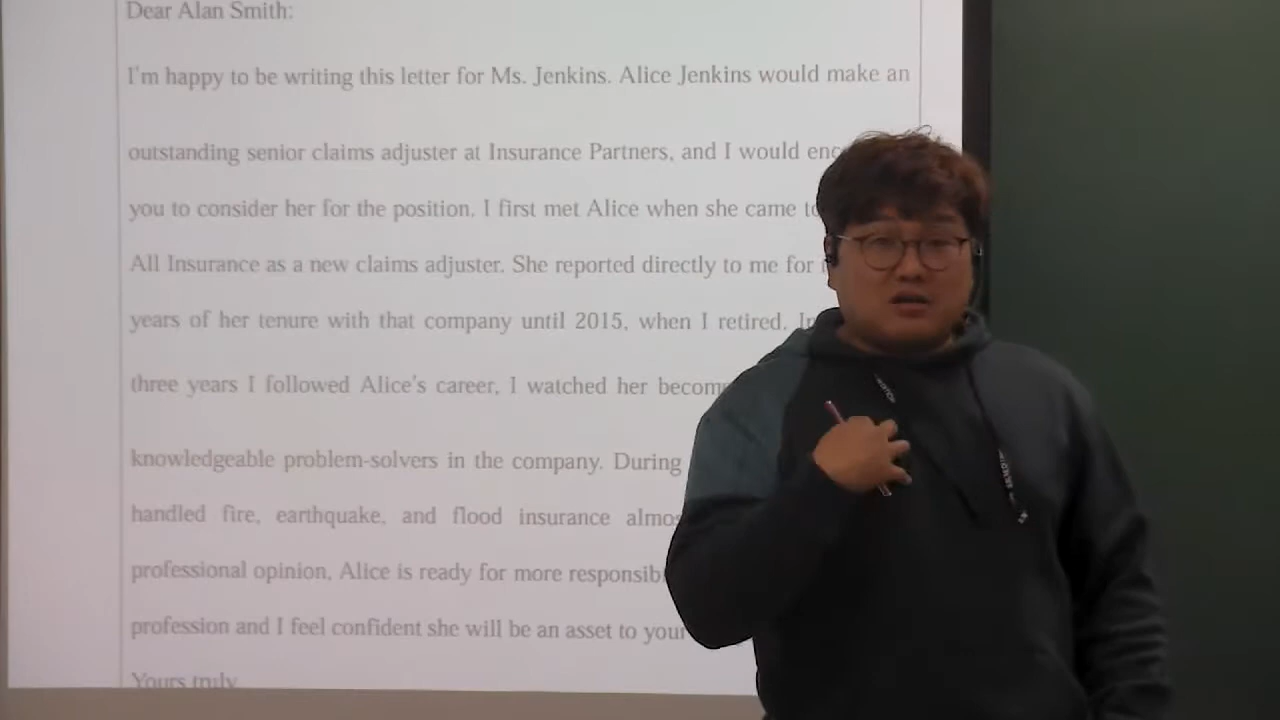 Dear Alan Smith:
I'm happy to be writing this letter for Ms. Jenkins. Alice Jenkins would make an
outstanding senior claims adjuster at Insurance Partners, and I would
you to consider her for the position. I first met Alice when she came
All Insurance as a new claims adjuster. She reported directly to me for
years of her tenure with that company until 2015, when I retired.
three years I followed Alice's career, I watched her
knowledgeable problem-solvers in the company. During
handled fire, earthquake, and flood insurance
professional opinion, Alice is ready for more
profession and I feel confident she will be an asset to your
Yours truly